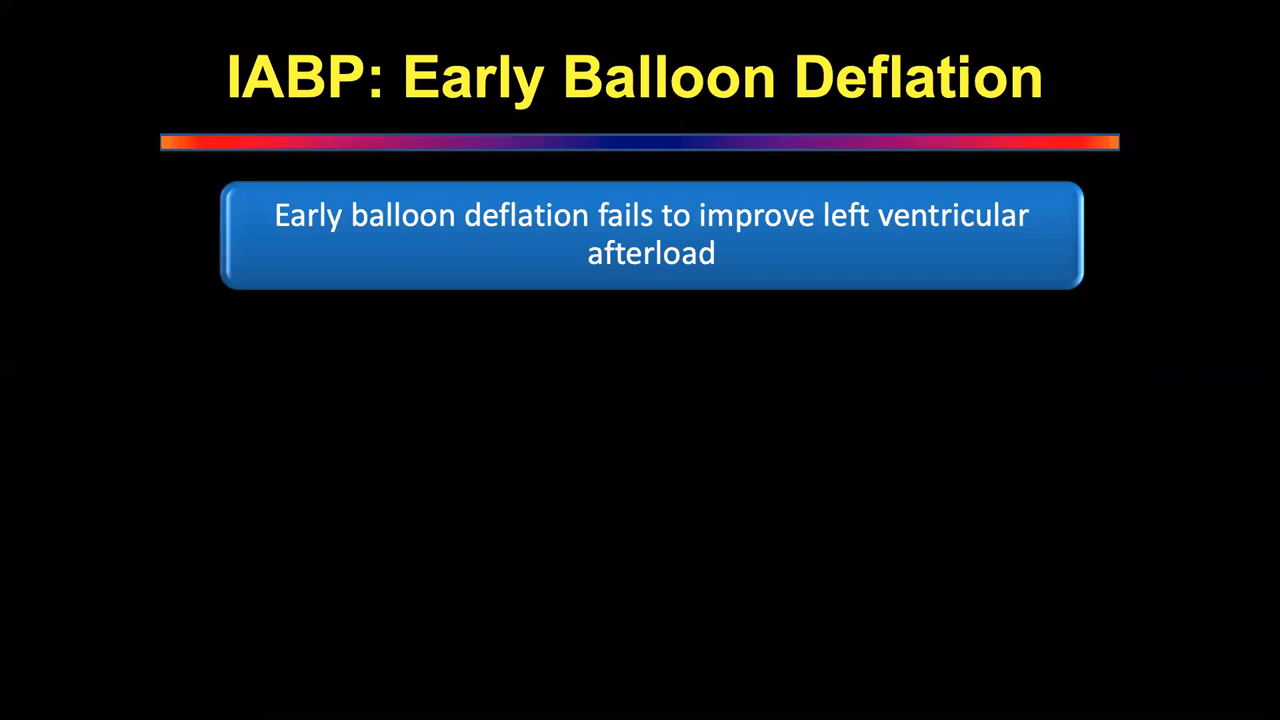 IABP: Early Balloon Deflation
Early balloon deflation fails to improve left ventricular
afterload